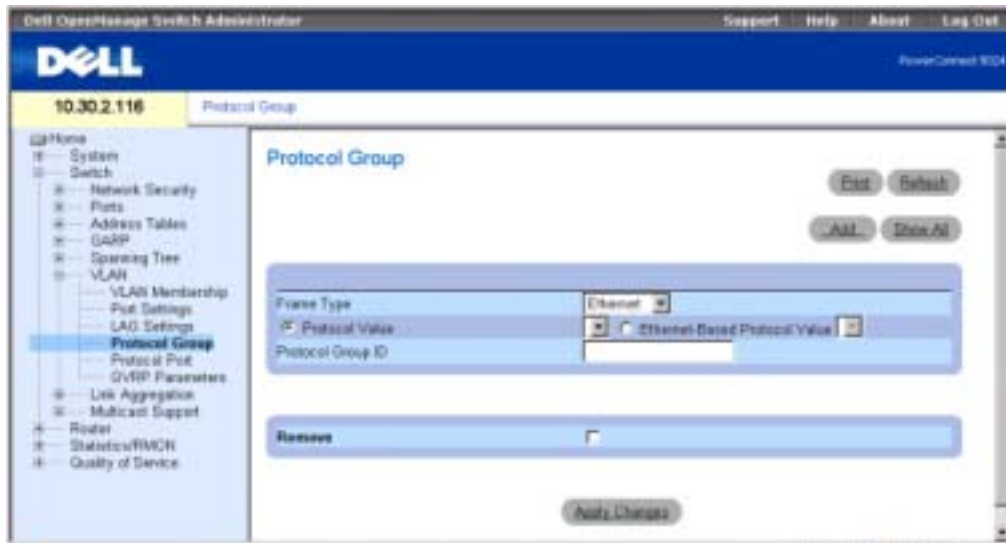 Dell OpenManage Switch Administrator
Support Help About Log Out
DELL
PowerConnect 6024
10.30.2.116
Protocol Group
Home
System
Switch
Network Security
Ports
Address Tables
GARP
Spanning Tree
VLAN
VLAN Membership
Port Settings
LAG Settings
Protocol Group
Protocol Port
GVRP Parameters
Link Aggregation
Multicast Support
Router
Statistics/RMON
Quality of Service
Protocol Group
Print Refresh
Add Show All
Frame Type Ethernet
Protocol Value Ethernet-Based Protocol Value
Protocol Group ID
Remove
Apply Changes